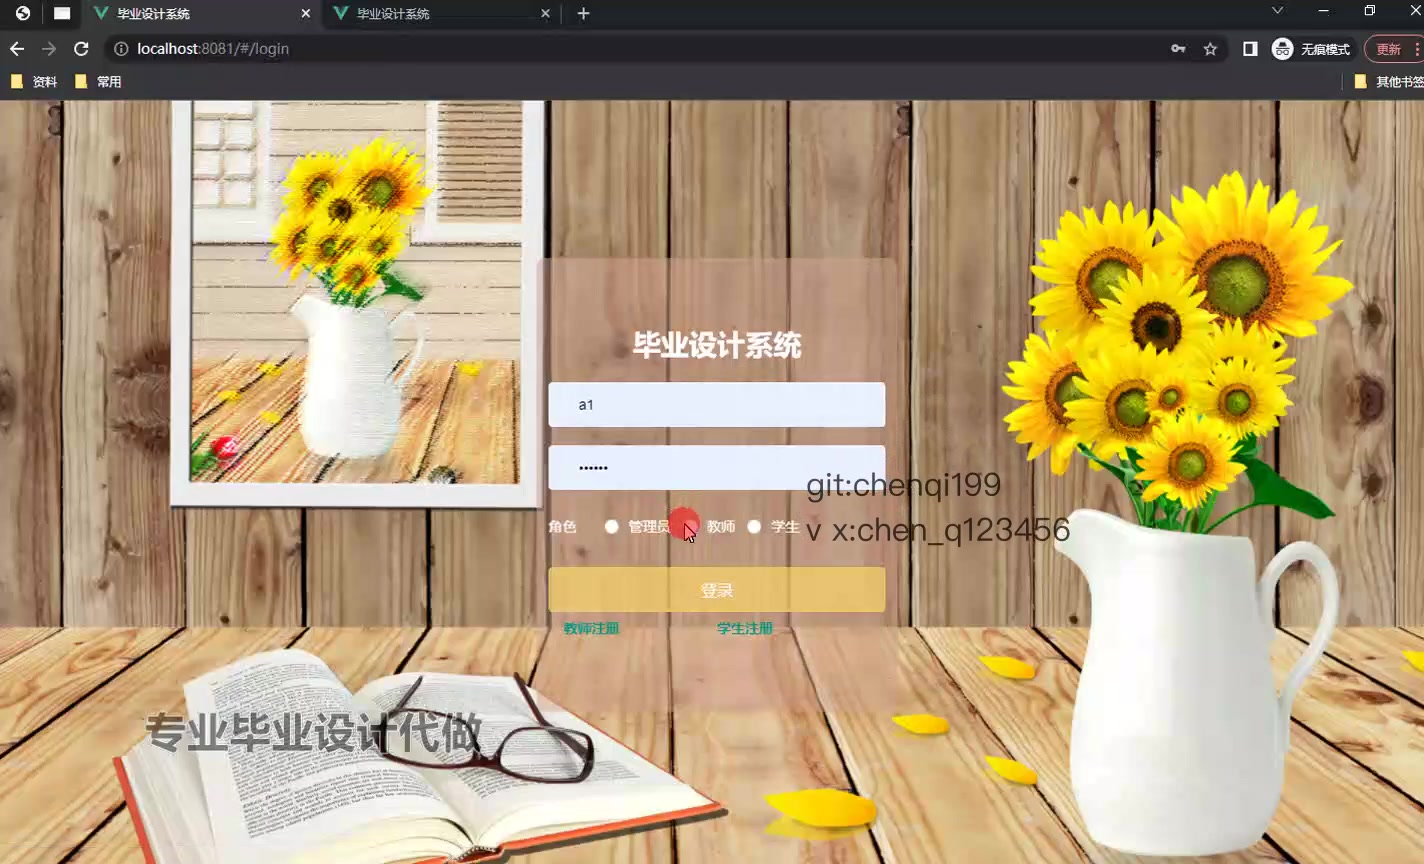 毕业设计系统
毕业设计系统
localhost:8081/#/login
无痕模式
更新
资料
常用
其他书签
毕业设计系统
a1
••••••
git:chenqi199
角色 管理员 教师 学生
v x:chen_q123456
登录
教师注册 学生注册
专业毕业设计代做